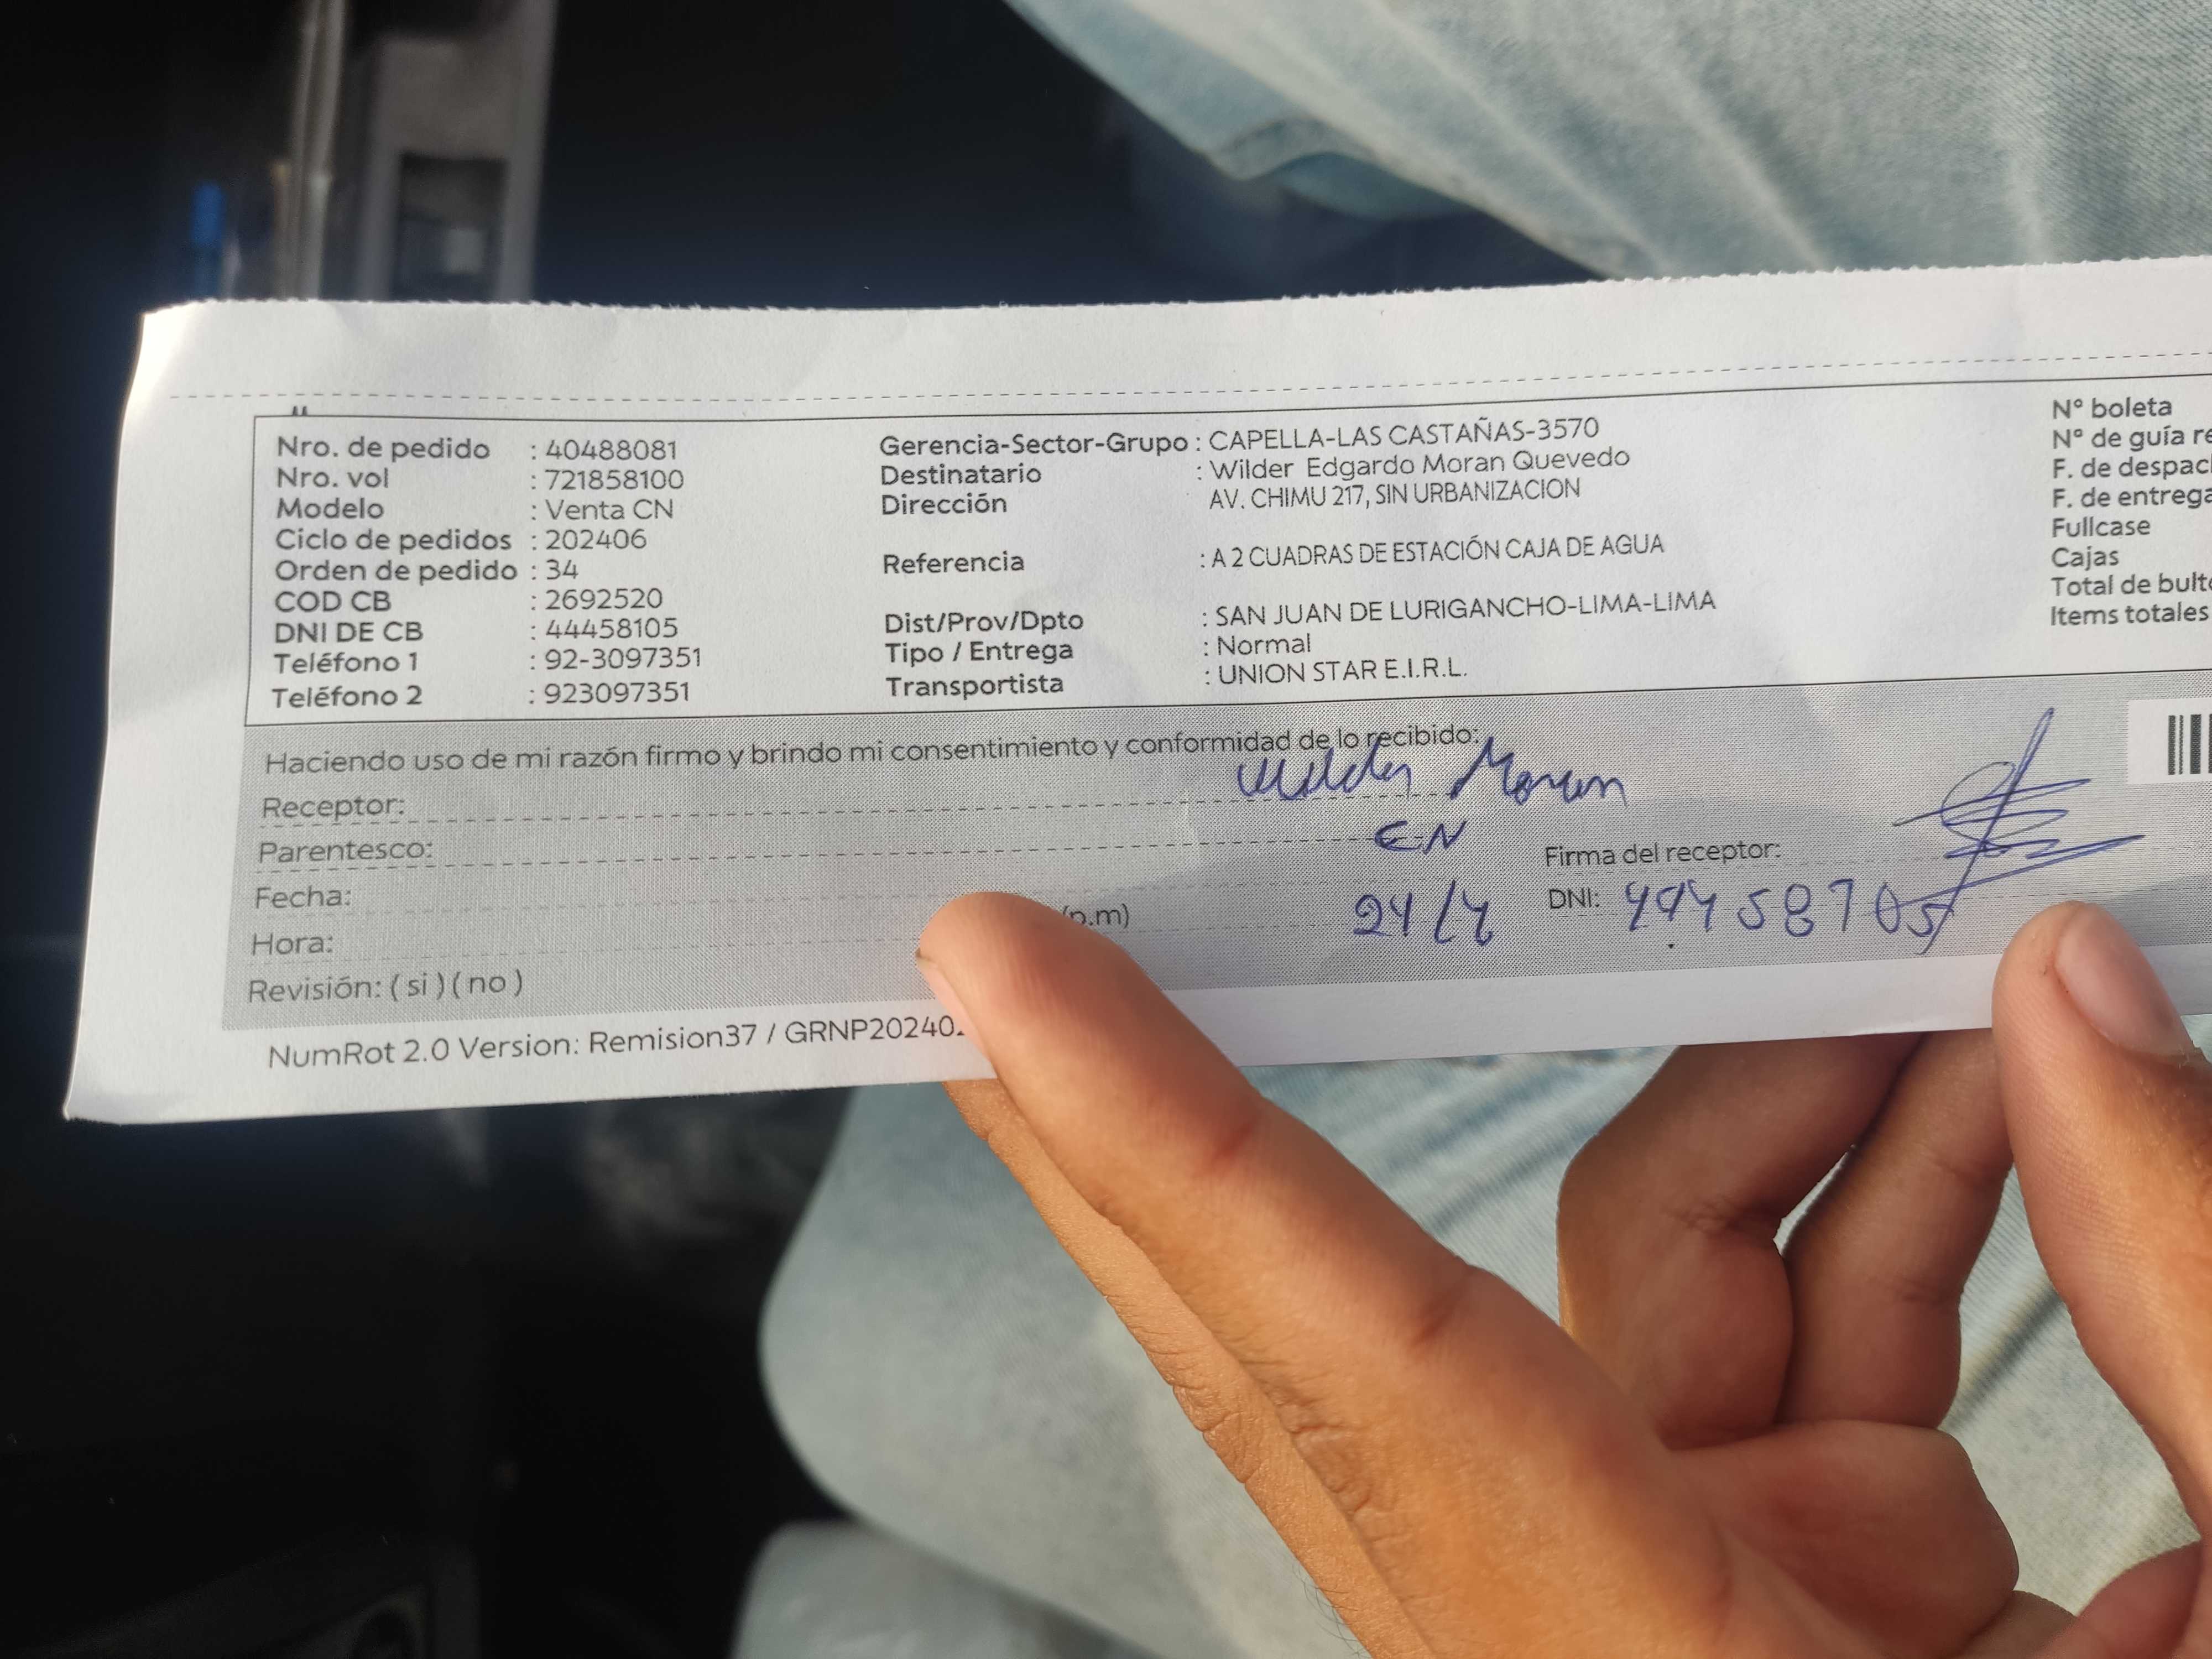 Nro. de pedido : 40488081
Nro. vol : 721858100
Modelo : Venta CN
Ciclo de pedidos : 202406
Orden de pedido : 34
COD CB : 2692520
DNI DE CB : 44458105
Teléfono 1 : 92-3097351
Teléfono 2 : 923097351
Gerencia-Sector-Grupo : CAPELLA-LAS CASTAÑAS-3570
Destinatario : Wilder Edgardo Moran Quevedo
Dirección AV. CHIMU 217, SIN URBANIZACION
Referencia : A 2 CUADRAS DE ESTACIÓN CAJA DE AGUA
Dist/Prov/Dpto : SAN JUAN DE LURIGANCHO-LIMA-LIMA
Tipo / Entrega : Normal
Transportista : UNION STAR E.I.R.L.
N° boleta
N° de guía re
F. de despach
F. de entrega
Fullcase
Cajas
Total de bulto
Items totales
Haciendo uso de mi razón firmo y brindo mi consentimiento y conformidad de lo recibido:
Receptor: Wilder Moran
Parentesco: EN
Fecha: 24/4
Firma del receptor:
DNI:
Hora: /p.m)
Revisión: ( si ) ( no )
NumRot 2.0 Version: Remision37 / GRNP20240